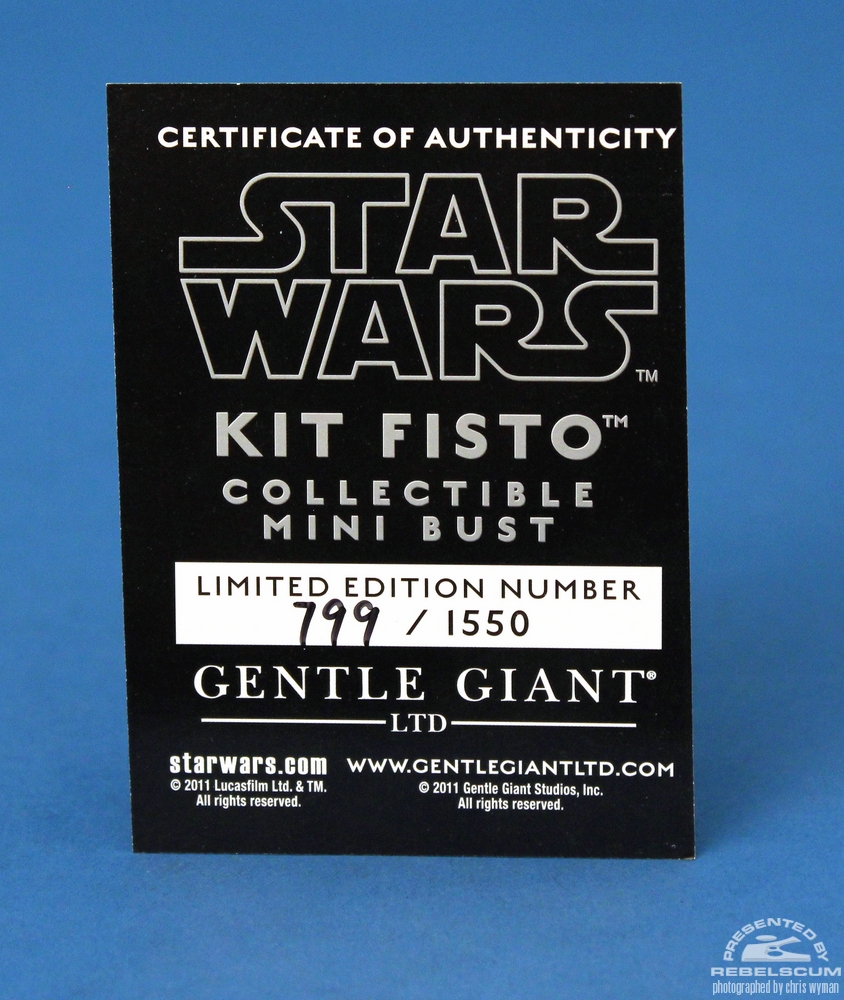 CERTIFICATE OF AUTHENTICITY
STAR
WARS™
KIT FISTO™
COLLECTIBLE
MINI BUST
LIMITED EDITION NUMBER
799 / 1550
GENTLE GIANT®
LTD
starwars.com
© 2011 Lucasfilm Ltd. & TM.
All rights reserved.
WWW.GENTLEGIANTLTD.COM
© 2011 Gentle Giant Studios, Inc.
All rights reserved.
PRESENTED BY
REBELSCUM
photographed by chris wyman